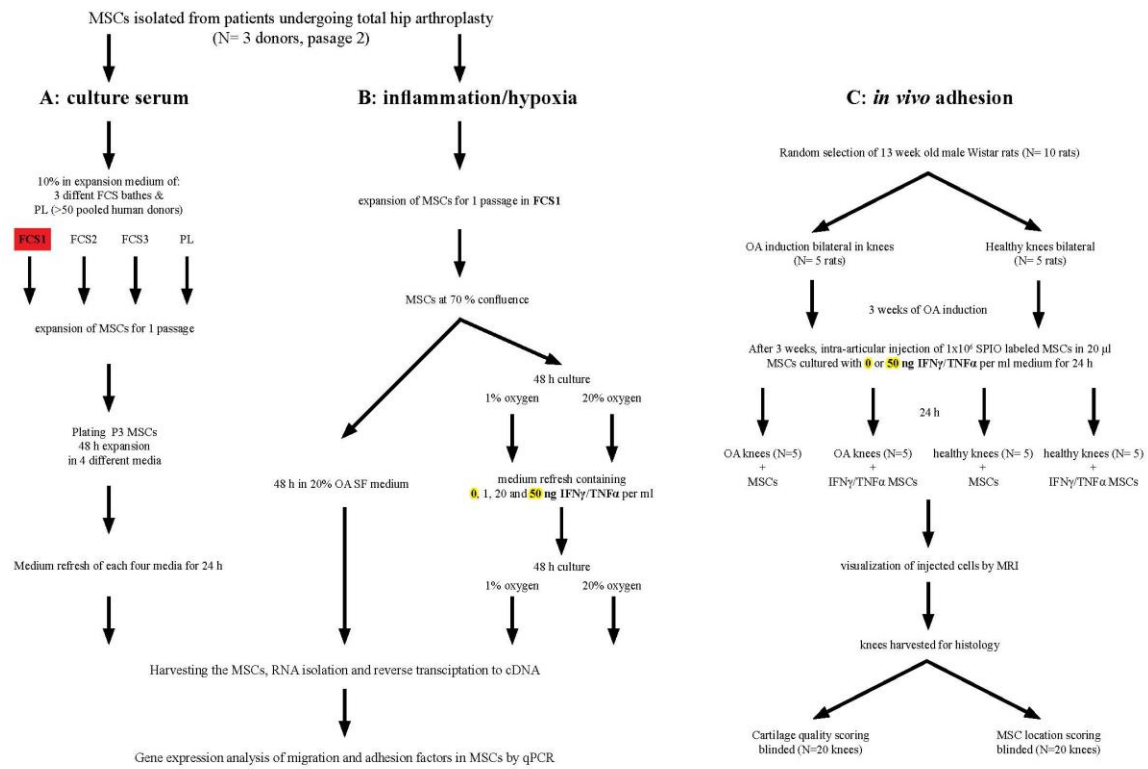 MSCs isolated from patients undergoing total hip arthroplasty
(N= 3 donors, pasage 2)
A: culture serum
10% in expansion medium of:
3 diffent FCS bathes &
PL (>50 pooled human donors)
FCS1 FCS2 FCS3 PL
expansion of MSCs for 1 passage
Plating P3 MSCs
48 h expansion
in 4 different media
Medium refresh of each four media for 24 h
B: inflammation/hypoxia
expansion of MSCs for 1 passage in FCS1
MSCs at 70 % confluence
48 h culture
1% oxygen 20% oxygen
48 h in 20% OA SF medium
medium refresh containing
0, 1, 20 and 50 ng IFNγ/TNFα per ml
48 h culture
1% oxygen 20% oxygen
Harvesting the MSCs, RNA isolation and reverse transciptation to cDNA
Gene expression analysis of migration and adhesion factors in MSCs by qPCR
C: in vivo adhesion
Random selection of 13 week old male Wistar rats (N= 10 rats)
OA induction bilateral in knees
(N= 5 rats)
Healthy knees bilateral
(N= 5 rats)
3 weeks of OA induction
After 3 weeks, intra-articular injection of 1x10⁶ SPIO labeled MSCs in 20 µl
MSCs cultured with 0 or 50 ng IFNγ/TNFα per ml medium for 24 h
24 h
OA knees (N=5)
+
MSCs
OA knees (N=5)
+
IFNγ/TNFα MSCs
healthy knees (N= 5)
+
MSCs
healthy knees (N= 5)
+
IFNγ/TNFα MSCs
visualization of injected cells by MRI
knees harvested for histology
Cartilage quality scoring
blinded (N=20 knees)
MSC location scoring
blinded (N=20 knees)